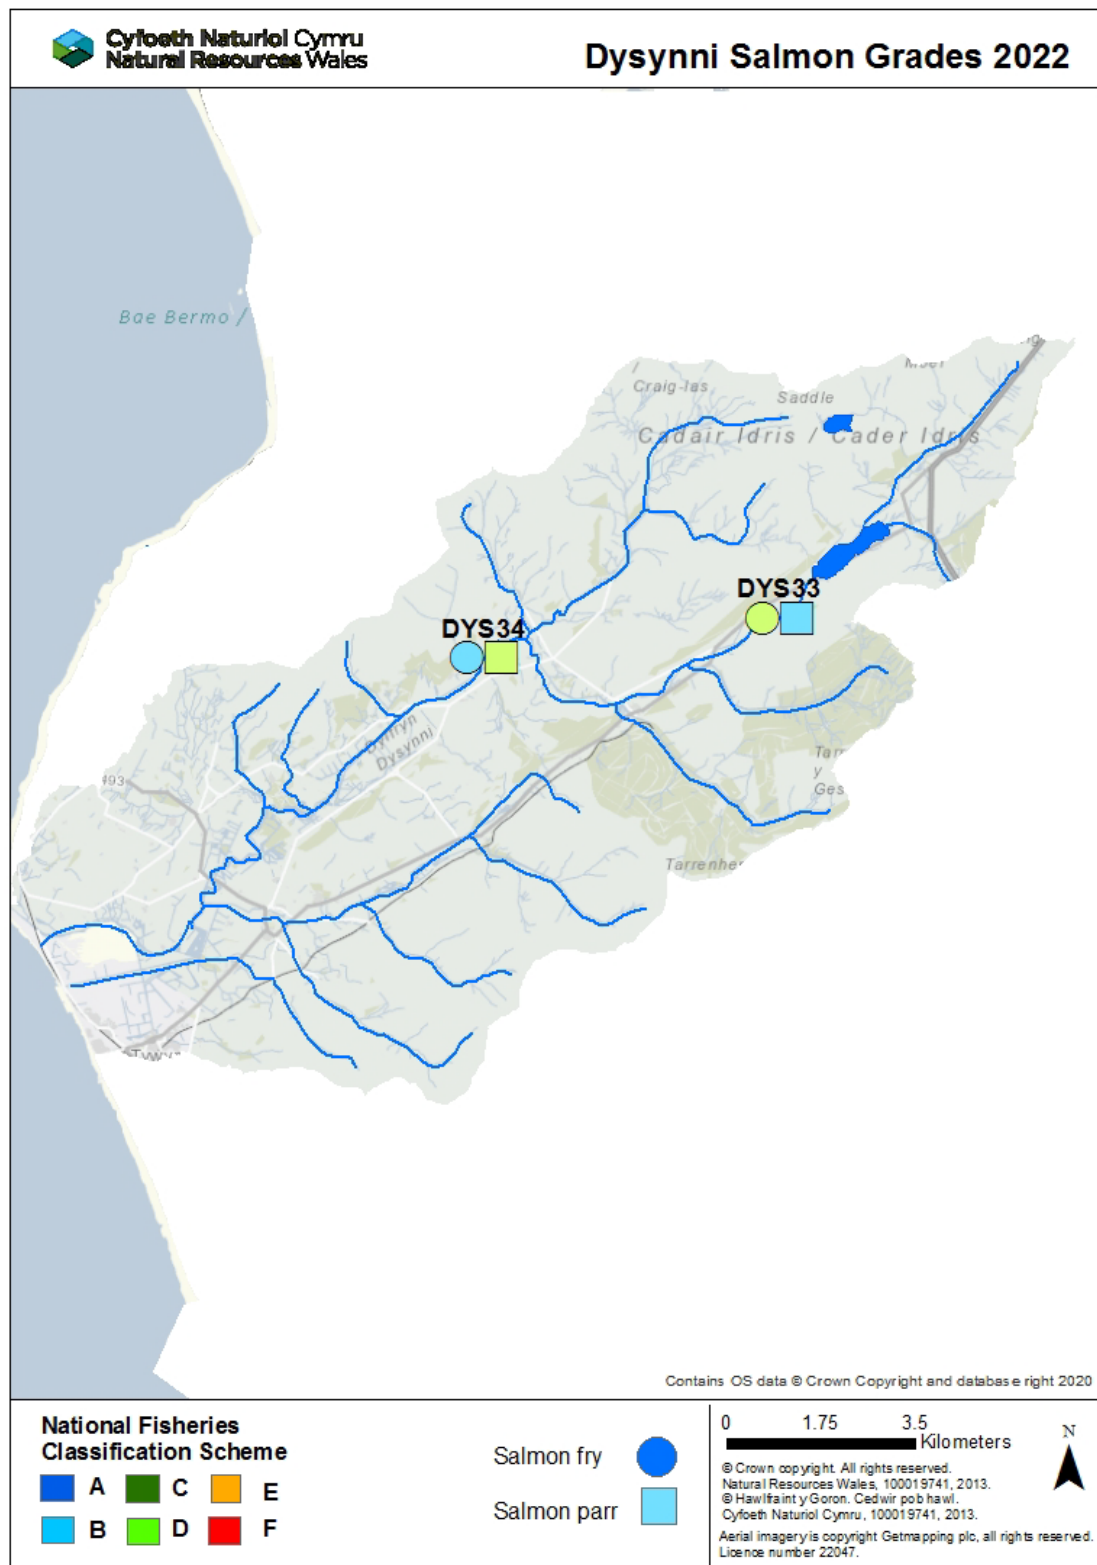 Cyfoeth Naturiol Cymru
Natural Resources Wales
Dysynni Salmon Grades 2022
Bae Bermo /
Craig-las
Saddle
Cadair Idris / Cader Idris
DYS33
DYS34
Dyffryn
Dysynni
y
Tarrenhe
Contains OS data © Crown Copyright and database right 2020
National Fisheries
Classification Scheme
A C E
B D F
Salmon fry
Salmon parr
0 1.75 3.5
Kilometers
N
© Crown copyright. All rights reserved.
Natural Resources Wales, 100019741, 2013.
© Hawlfraint y Goron. Cedwir pob hawl.
Cyfoeth Naturiol Cymru, 100019741, 2013.
Aerial imagery is copyright Getmapping plc, all rights reserved.
Licence number 22047.